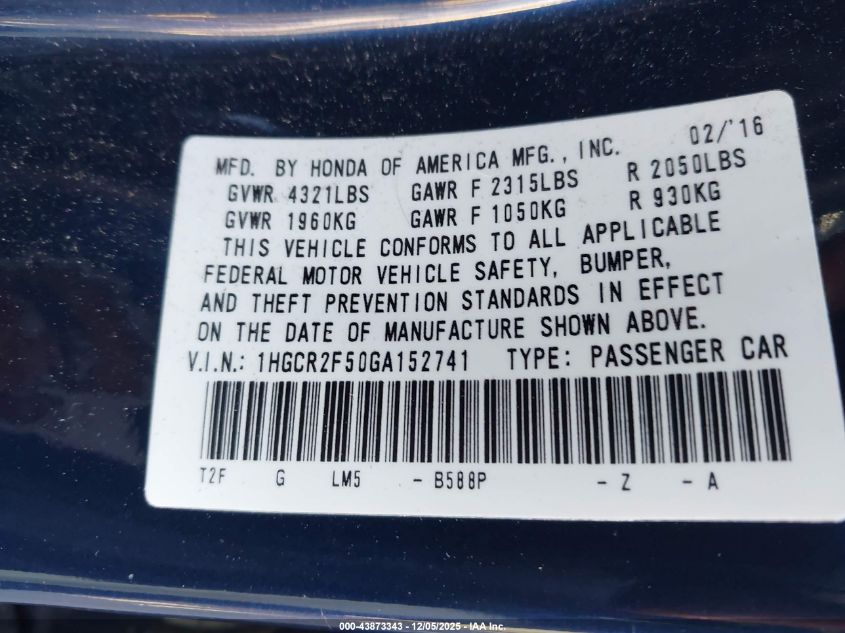 MFD. BY HONDA OF AMERICA MFG., INC. 02/'16
GVWR 4321LBS GAWR F 2315LBS R 2050LBS
GVWR 1960KG GAWR F 1050KG R 930KG
THIS VEHICLE CONFORMS TO ALL APPLICABLE
FEDERAL MOTOR VEHICLE SAFETY, BUMPER,
AND THEFT PREVENTION STANDARDS IN EFFECT
ON THE DATE OF MANUFACTURE SHOWN ABOVE.
V.I.N.: 1HGCR2F50GA152741 TYPE: PASSENGER CAR
T2F G LM5 - B588P - Z - A
000-43873343 - 12/05/2025 - IAA Inc.